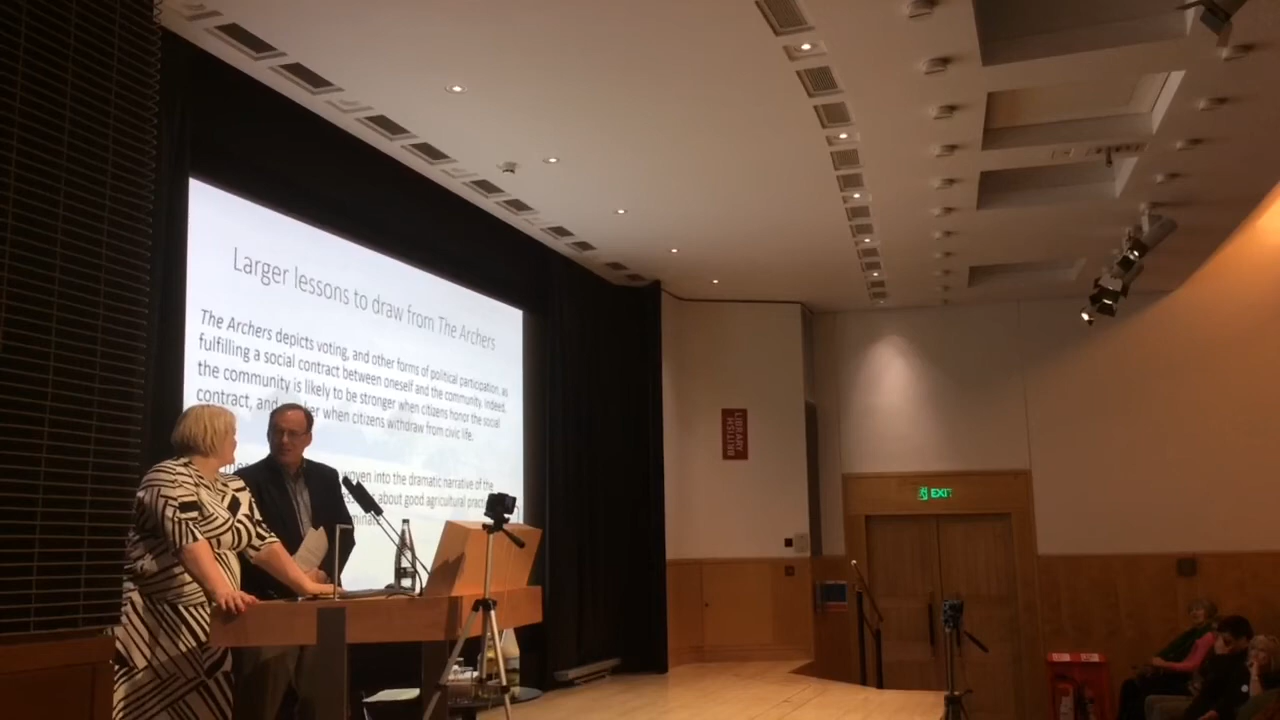 Larger lessons to draw from The Archers
The Archers depicts voting, and other forms of political participation, as
fulfilling a social contract between oneself and the community. Indeed,
the community is likely to be stronger when citizens honor the social
contract, and when citizens withdraw from civic life.
woven into the dramatic narrative of the
about good agricultural
BRITISH
LIBRARY
EXIT